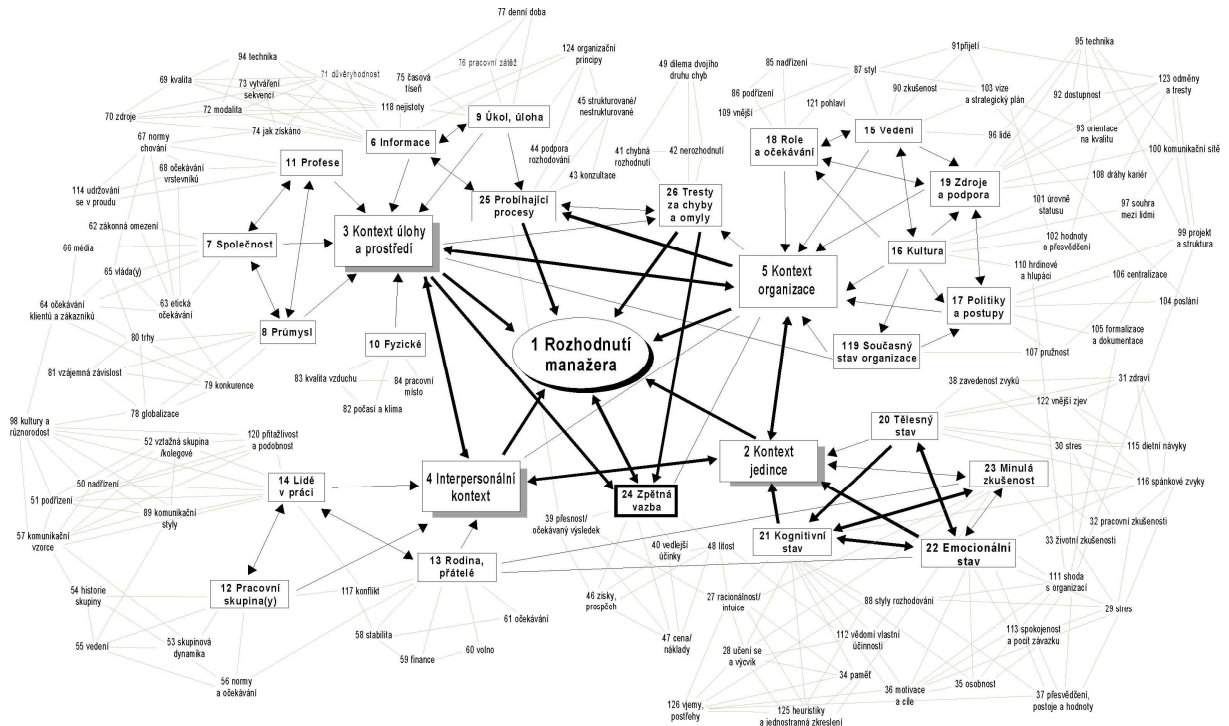 77 denní doba
94 technika
124 organizační
principy
71 důvěryhodnost
76 pracovní zátěž
75 časová
tíseň
69 kvalita
73 vytváření
sekvencí
118 nejistoty
70 zdroje
72 modalita
74 jak získáno
9 Úkol, úloha
6 Informace
45 strukturované/
nestrukturované
44 podpora
rozhodování
43 konzultace
49 dilema dvojího
druhu chyb
41 chybná
rozhodnutí
42 nerozhodnutí
85 nadřízení
86 podřízení
109 vnější
121 pohlaví
87 styl
91přijetí
90 zkušenost
95 technika
103 vize
a strategický plán
92 dostupnost
123 odměny
a tresty
96 lidé
93 orientace
na kvalitu
100 komunikační sítě
18 Role
a očekávání
15 Vedení
19 Zdroje
a podpora
108 dráhy kariér
101 úrovně
statusu
97 souhra
mezi lidmi
102 hodnoty
a přesvědčení
99 projekt
a struktura
110 hrdinové
a hlupáci
106 centralizace
104 poslání
105 formalizace
a dokumentace
107 pružnost
16 Kultura
17 Politiky
a postupy
119 Současný
stav organizace
67 normy
chování
68 očekávání
vrstevníků
114 udržování
se v proudu
62 zákonná omezení
66 média
65 vláda(y)
64 očekávání
klientů a zákazníků
63 etická
očekávání
11 Profese
7 Společnost
8 Průmysl
3 Kontext úlohy
a prostředí
25 Probíhající
procesy
26 Tresty
za chyby
a omyly
5 Kontext
organizace
1 Rozhodnutí
manažera
10 Fyzické
83 kvalita vzduchu
84 pracovní
místo
82 počasí a klima
80 trhy
81 vzájemná závislost
79 konkurence
78 globalizace
98 kultury a
různorodost
52 vztažná skupina
/kolegové
120 přitažlivost
a podobnost
50 nadřízení
51 podřízení
89 komunikační
styly
57 komunikační
vzorce
14 Lidé
v práci
4 Interpersonální
kontext
2 Kontext
jedince
24 Zpětná
vazba
13 Rodina,
přátelé
12 Pracovní
skupina(y)
54 historie
skupiny
55 vedení
53 skupinová
dynamika
56 normy
a očekávání
117 konflikt
58 stabilita
59 finance
60 volno
61 očekávání
39 přesnost/
očekávaný výsledek
40 vedlejší
účinky
48 lítost
46 zisky,
prospěch
47 cena/
náklady
27 racionálnost/
intuice
28 učení se
a výcvik
38 zavedenost zvyků
31 zdraví
122 vnější zjev
20 Tělesný
stav
30 stres
115 dietní návyky
23 Minulá
zkušenost
116 spánkové zvyky
21 Kognitivní
stav
22 Emocionální
stav
32 pracovní zkušenosti
33 životní zkušenosti
111 shoda
s organizací
88 styly rozhodování
29 stres
112 vědomí vlastní
účinnosti
113 spokojenost
a pocit závazku
34 paměť
35 osobnost
36 motivace
a cíle
37 přesvědčení,
postoje a hodnoty
126 vjemy,
postřehy
125 heuristiky
a jednostranná zkreslení